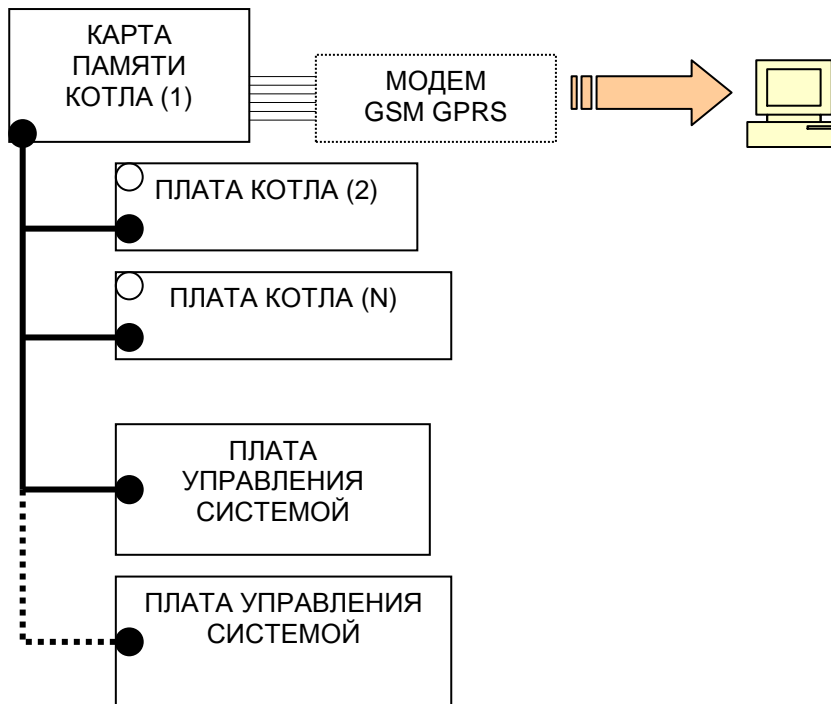 КАРТА
ПАМЯТИ
КОТЛА (1)
МОДЕМ
GSM GPRS
ПЛАТА КОТЛА (2)
ПЛАТА КОТЛА (N)
ПЛАТА
УПРАВЛЕНИЯ
СИСТЕМОЙ
ПЛАТА УПРАВЛЕНИЯ
СИСТЕМОЙ